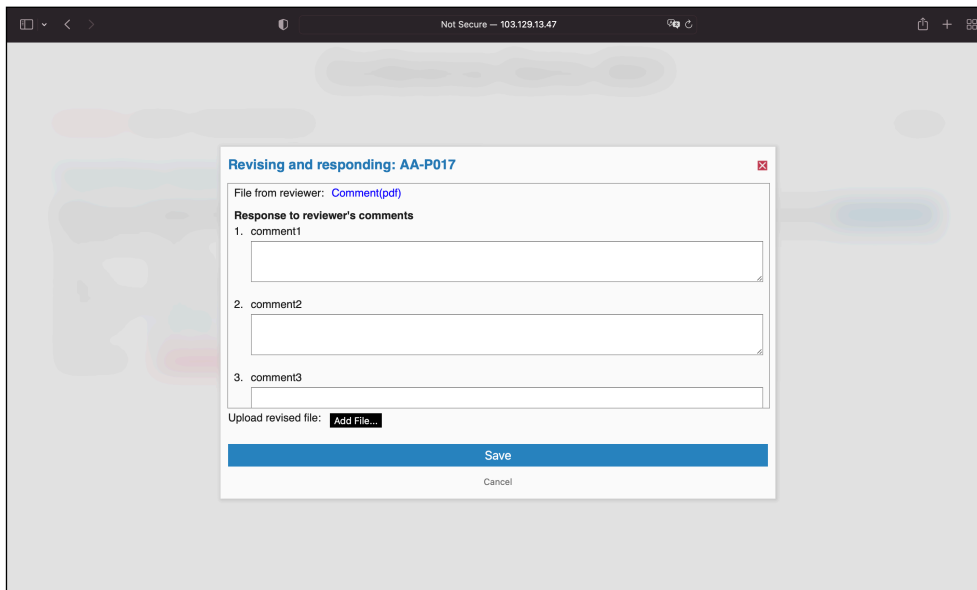 Not Secure — 103.129.13.47
Revising and responding: AA-P017
File from reviewer: Comment(pdf)
Response to reviewer's comments
1. comment1
2. comment2
3. comment3
Upload revised file: Add File...
Save
Cancel